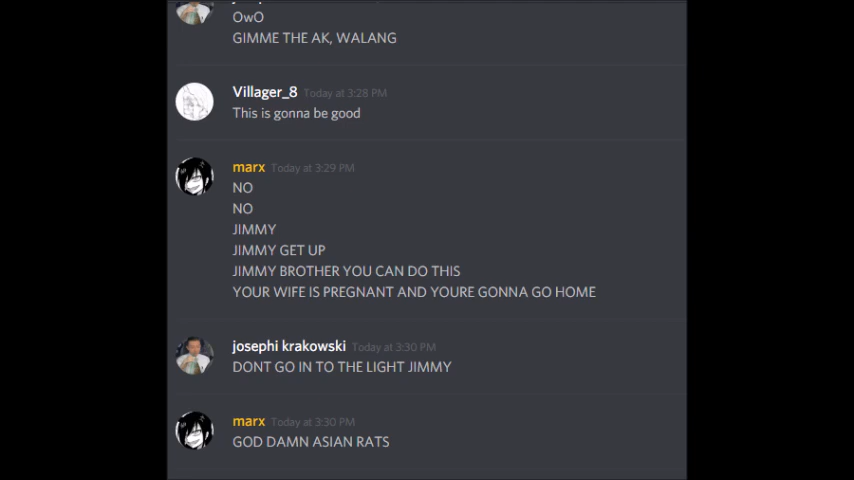 OwO
GIMME THE AK, WALANG
Villager_8 Today at 3:28 PM
This is gonna be good
marx Today at 3:29 PM
NO
NO
JIMMY
JIMMY GET UP
JIMMY BROTHER YOU CAN DO THIS
YOUR WIFE IS PREGNANT AND YOURE GONNA GO HOME
josephi krakowski Today at 3:30 PM
DONT GO IN TO THE LIGHT JIMMY
marx Today at 3:30 PM
GOD DAMN ASIAN RATS